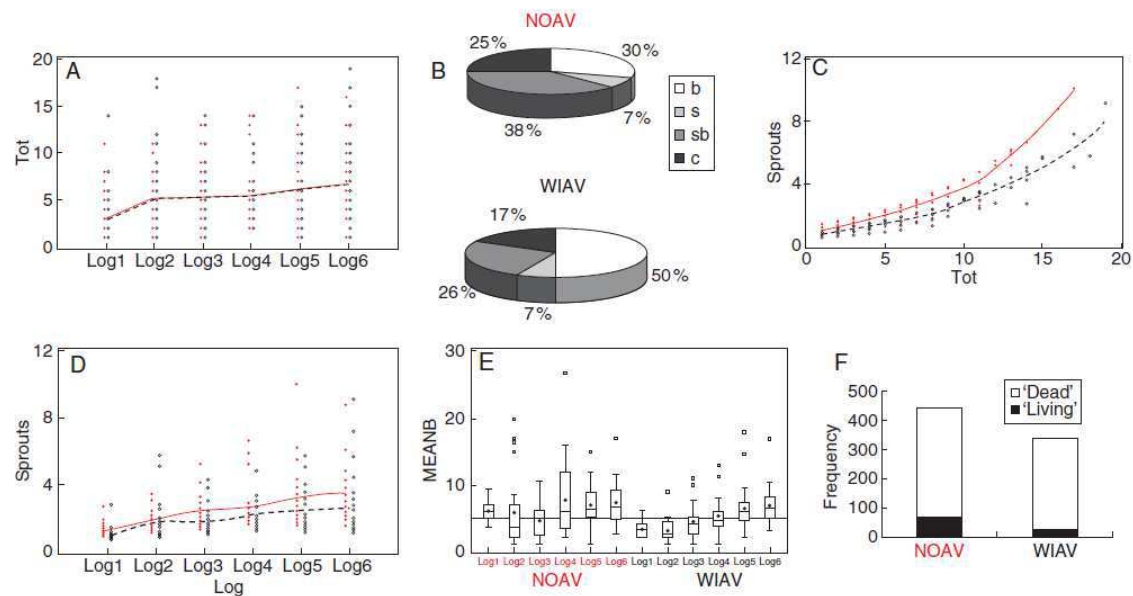 A
Tot
20
15
10
5
0
Log1 Log2 Log3 Log4 Log5 Log6
B
NOAV
25%
30%
38%
7%
b
s
sb
c
WIAV
17%
50%
26%
7%
C
Sprouts
12
8
4
0
0 5 10 15 20
Tot
D
Sprouts
12
8
4
0
Log1 Log2 Log3 Log4 Log5 Log6
Log
E
MEANB
30
20
10
0
Log1 Log2 Log3 Log4 Log5 Log6 Log1 Log2 Log3 Log4 Log5 Log6
NOAV WIAV
F
Frequency
500
400
300
200
100
0
'Dead'
'Living'
NOAV WIAV